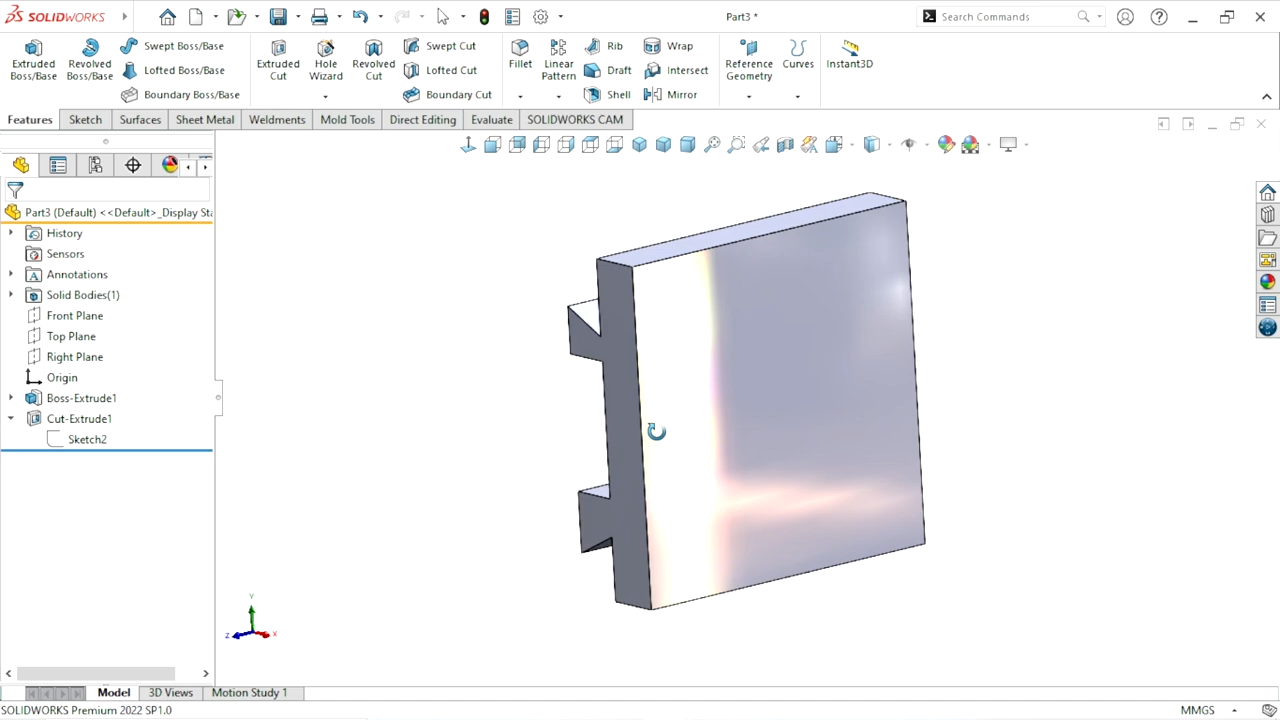 SOLIDWORKS
Part3 *
Search Commands
Extruded Boss/Base
Revolved Boss/Base
Swept Boss/Base
Lofted Boss/Base
Boundary Boss/Base
Extruded Cut
Hole Wizard
Revolved Cut
Swept Cut
Lofted Cut
Boundary Cut
Fillet
Linear Pattern
Rib
Draft
Shell
Wrap
Intersect
Mirror
Reference Geometry
Curves
Instant3D
Features Sketch Surfaces Sheet Metal Weldments Mold Tools Direct Editing Evaluate SOLIDWORKS CAM
Part3 (Default) <<Default>_Display Sta
History
Sensors
Annotations
Solid Bodies(1)
Front Plane
Top Plane
Right Plane
Origin
Boss-Extrude1
Cut-Extrude1
Sketch2
Y
Z X
Model 3D Views Motion Study 1
SOLIDWORKS Premium 2022 SP1.0
MMGS